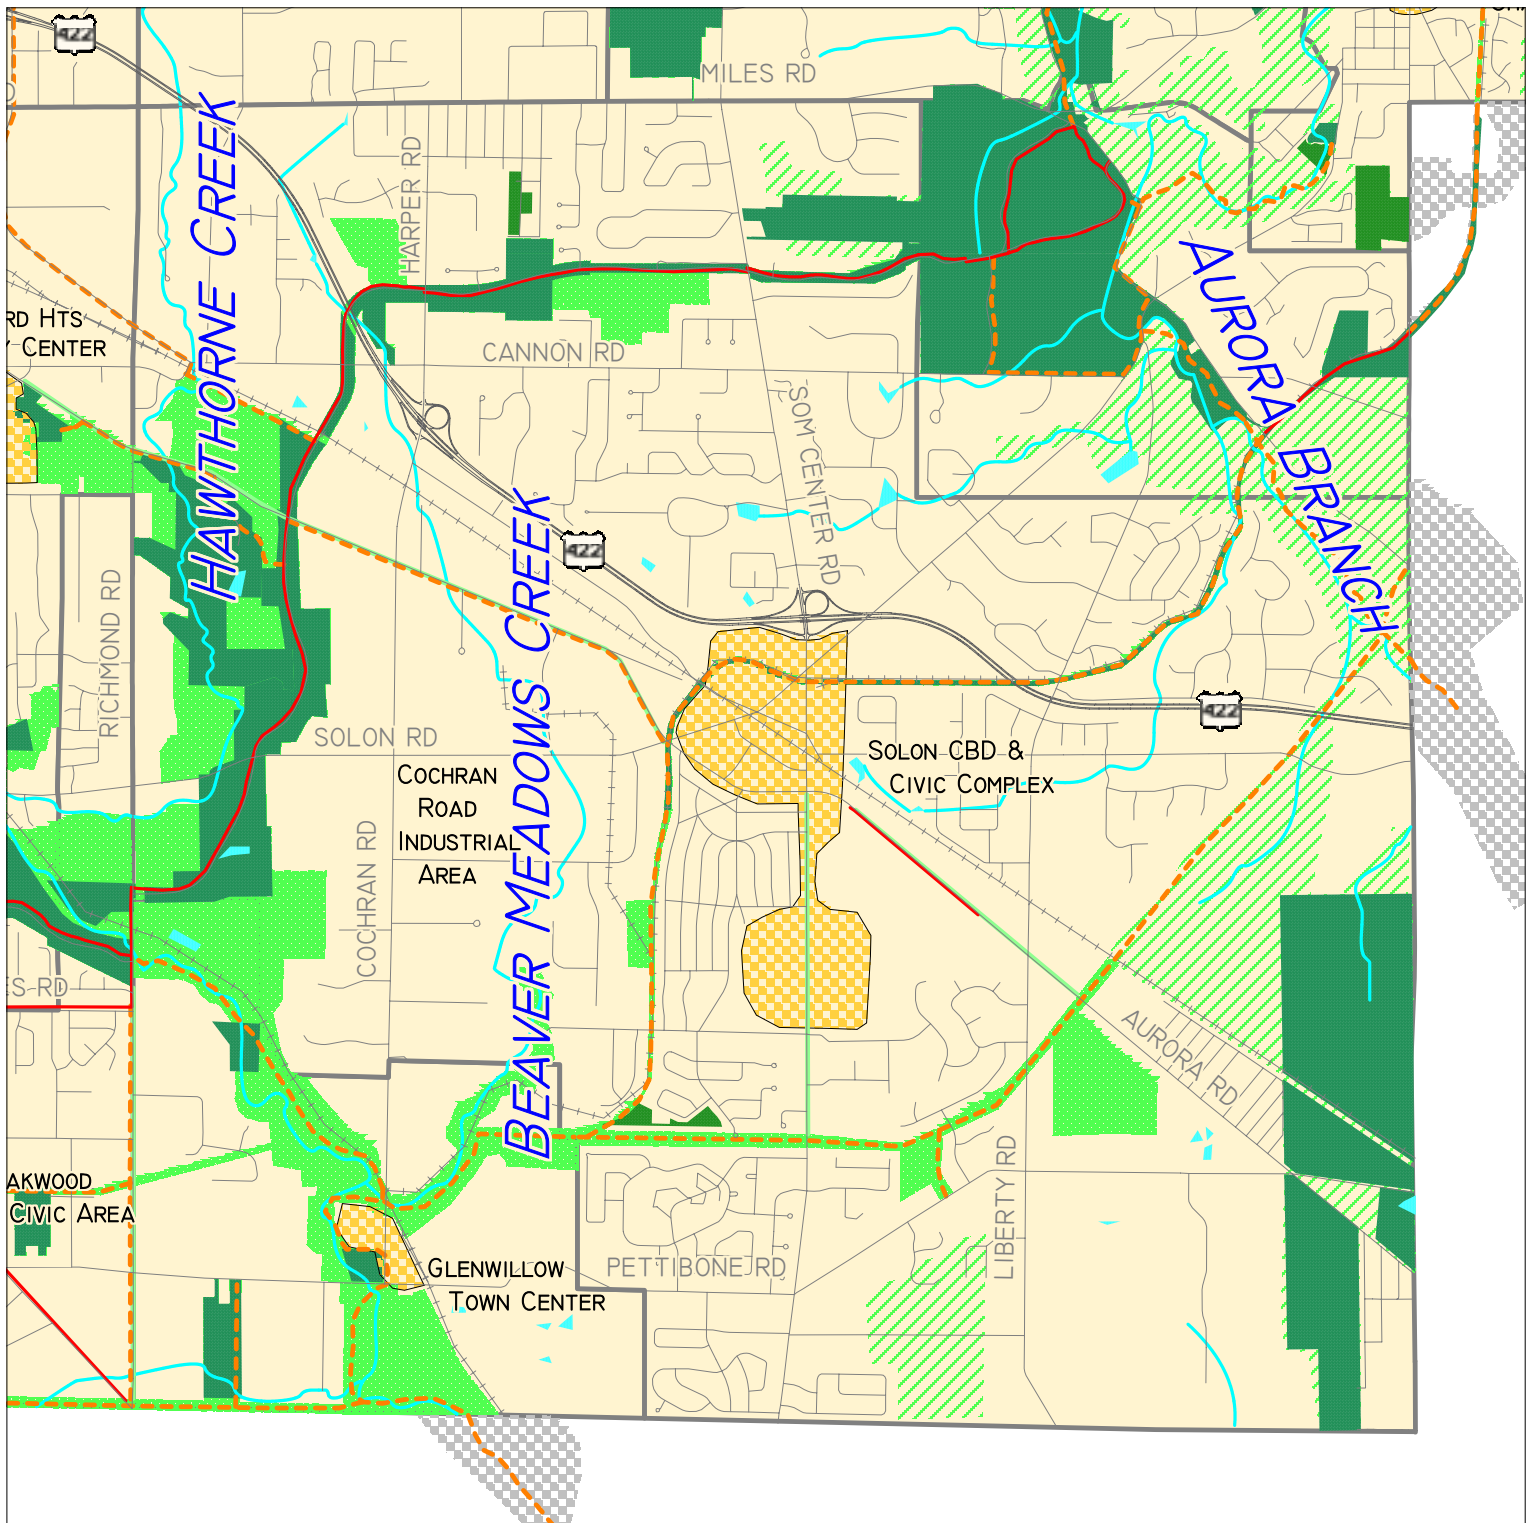 422
MILES RD
HAWTHORNE CREEK
HARPER RD
AURORA BRANCH
RD HTS
CENTER
CANNON RD
SOM CENTER RD
422
BEAVER MEADOWS CREEK
RICHMOND RD
422
SOLON RD
SOLON CBD &
CIVIC COMPLEX
COCHRAN
ROAD
INDUSTRIAL
AREA
COCHRAN RD
ES RD
AURORA RD
LIBERTY RD
AKWOOD
CIVIC AREA
GLENWILLOW
TOWN CENTER
PETTIBONE RD